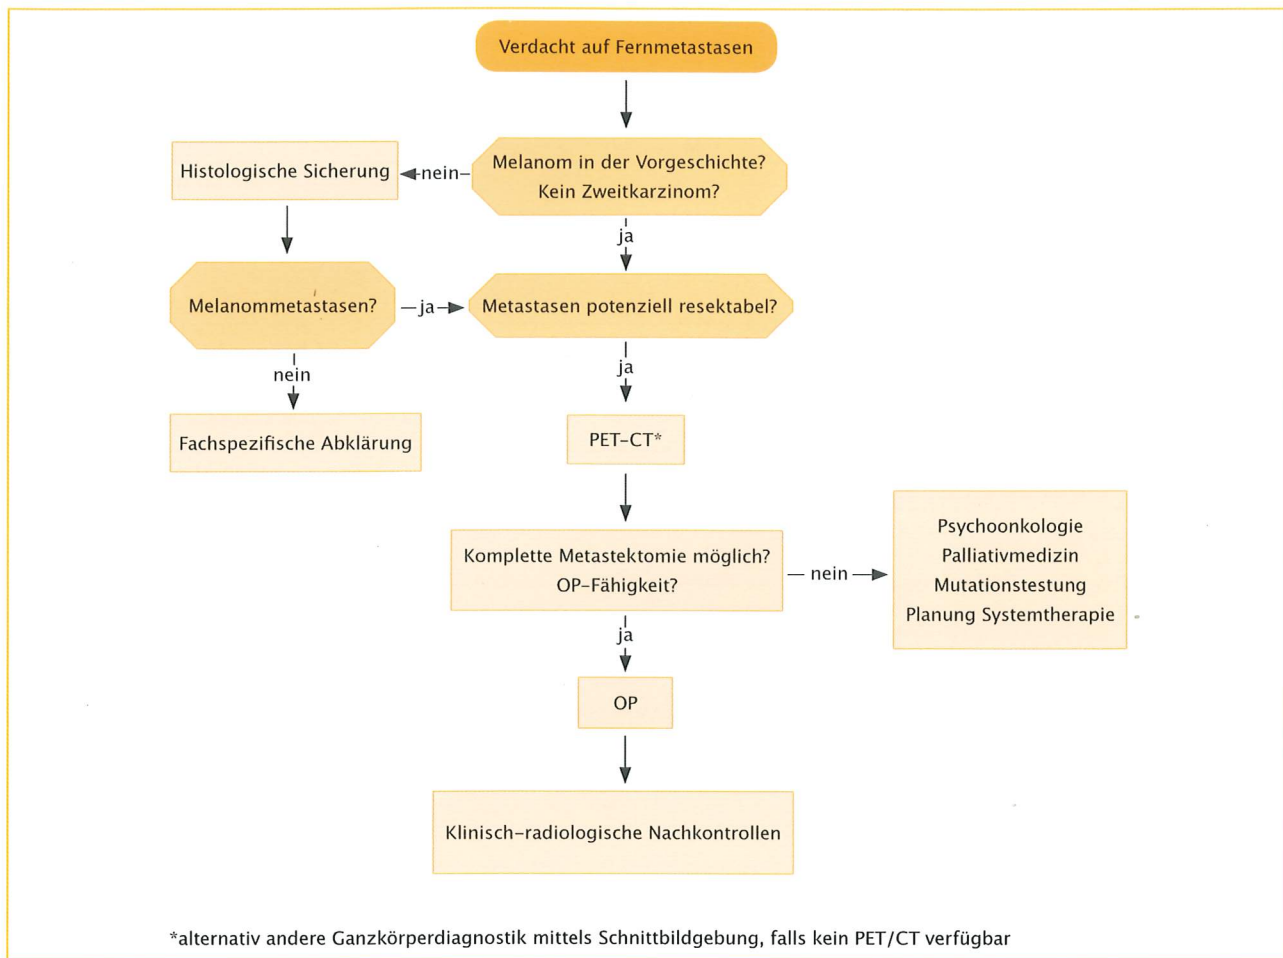 Verdacht auf Fernmetastasen
Melanom in der Vorgeschichte?
Kein Zweitkarzinom?
nein
Histologische Sicherung
ja
Melanommetastasen?
ja
Metastasen potenziell resektabel?
nein
ja
Fachspezifische Abklärung
PET-CT*
Komplette Metastektomie möglich?
OP-Fähigkeit?
nein
Psychoonkologie
Palliativmedizin
Mutationstestung
Planung Systemtherapie
ja
OP
Klinisch-radiologische Nachkontrollen
*alternativ andere Ganzkörperdiagnostik mittels Schnittbildgebung, falls kein PET/CT verfügbar